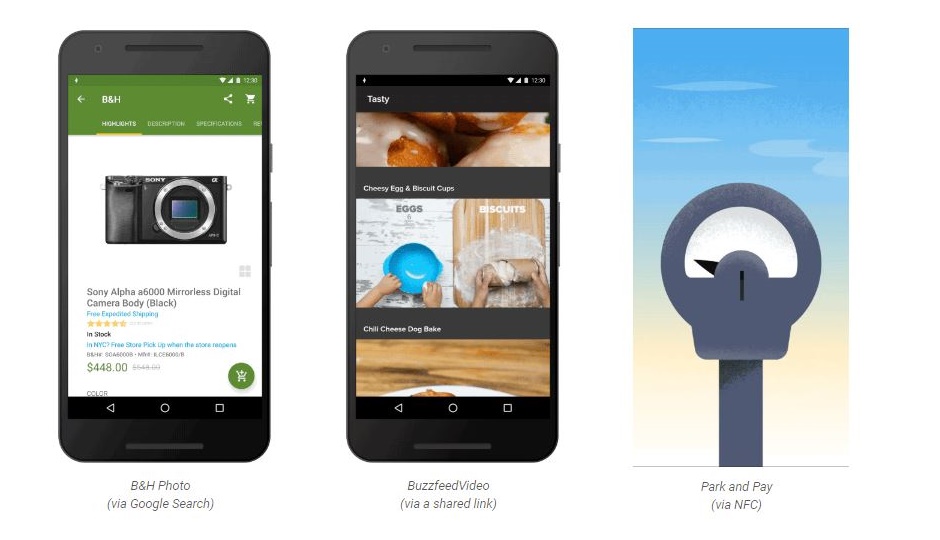 12:30
B&H
HIGHLIGHTS DESCRIPTION SPECIFICATIONS RE
SONY α
Sony Alpha a6000 Mirrorless Digital
Camera Body (Black)
Free Expedited Shipping
In Stock
In NYC? Free Store Pick Up when the store reopens
B&H#: SOA6000B • Mfr#: ILCE6000/B
$448.00 $548.00
COLOR
B&H Photo
(via Google Search)
12:30
Tasty
Cheesy Egg & Biscuit Cups
EGGS BISCUITS
6
Chili Cheese Dog Bake
BuzzfeedVideo
(via a shared link)
Park and Pay
(via NFC)